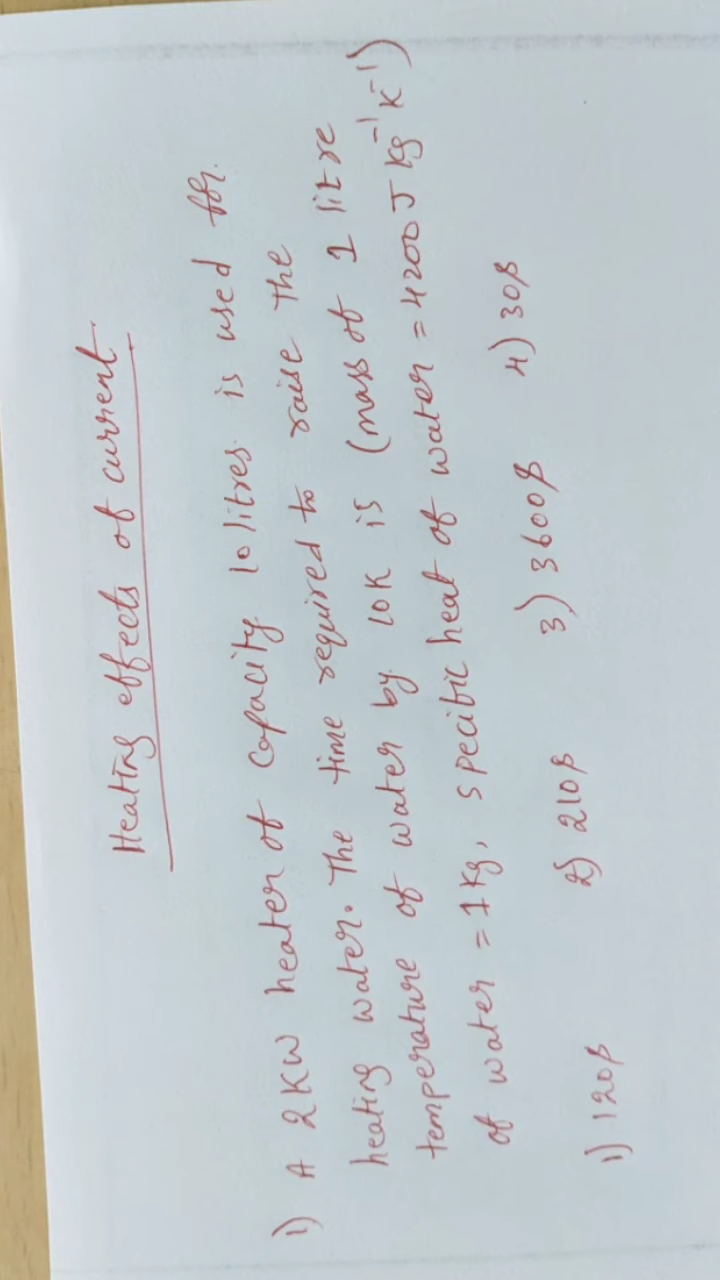 Heating effects of current
1) A 2KW heater of capacity 10 litres is used for
heating water. The time required to raise the
temperature of water by 10K is (mass of 1 litre
of water = 1 Kg, specific heat of water = 4200 J Kg⁻¹ K⁻¹)
1) 120s 2) 210s 3) 3600s 4) 30s